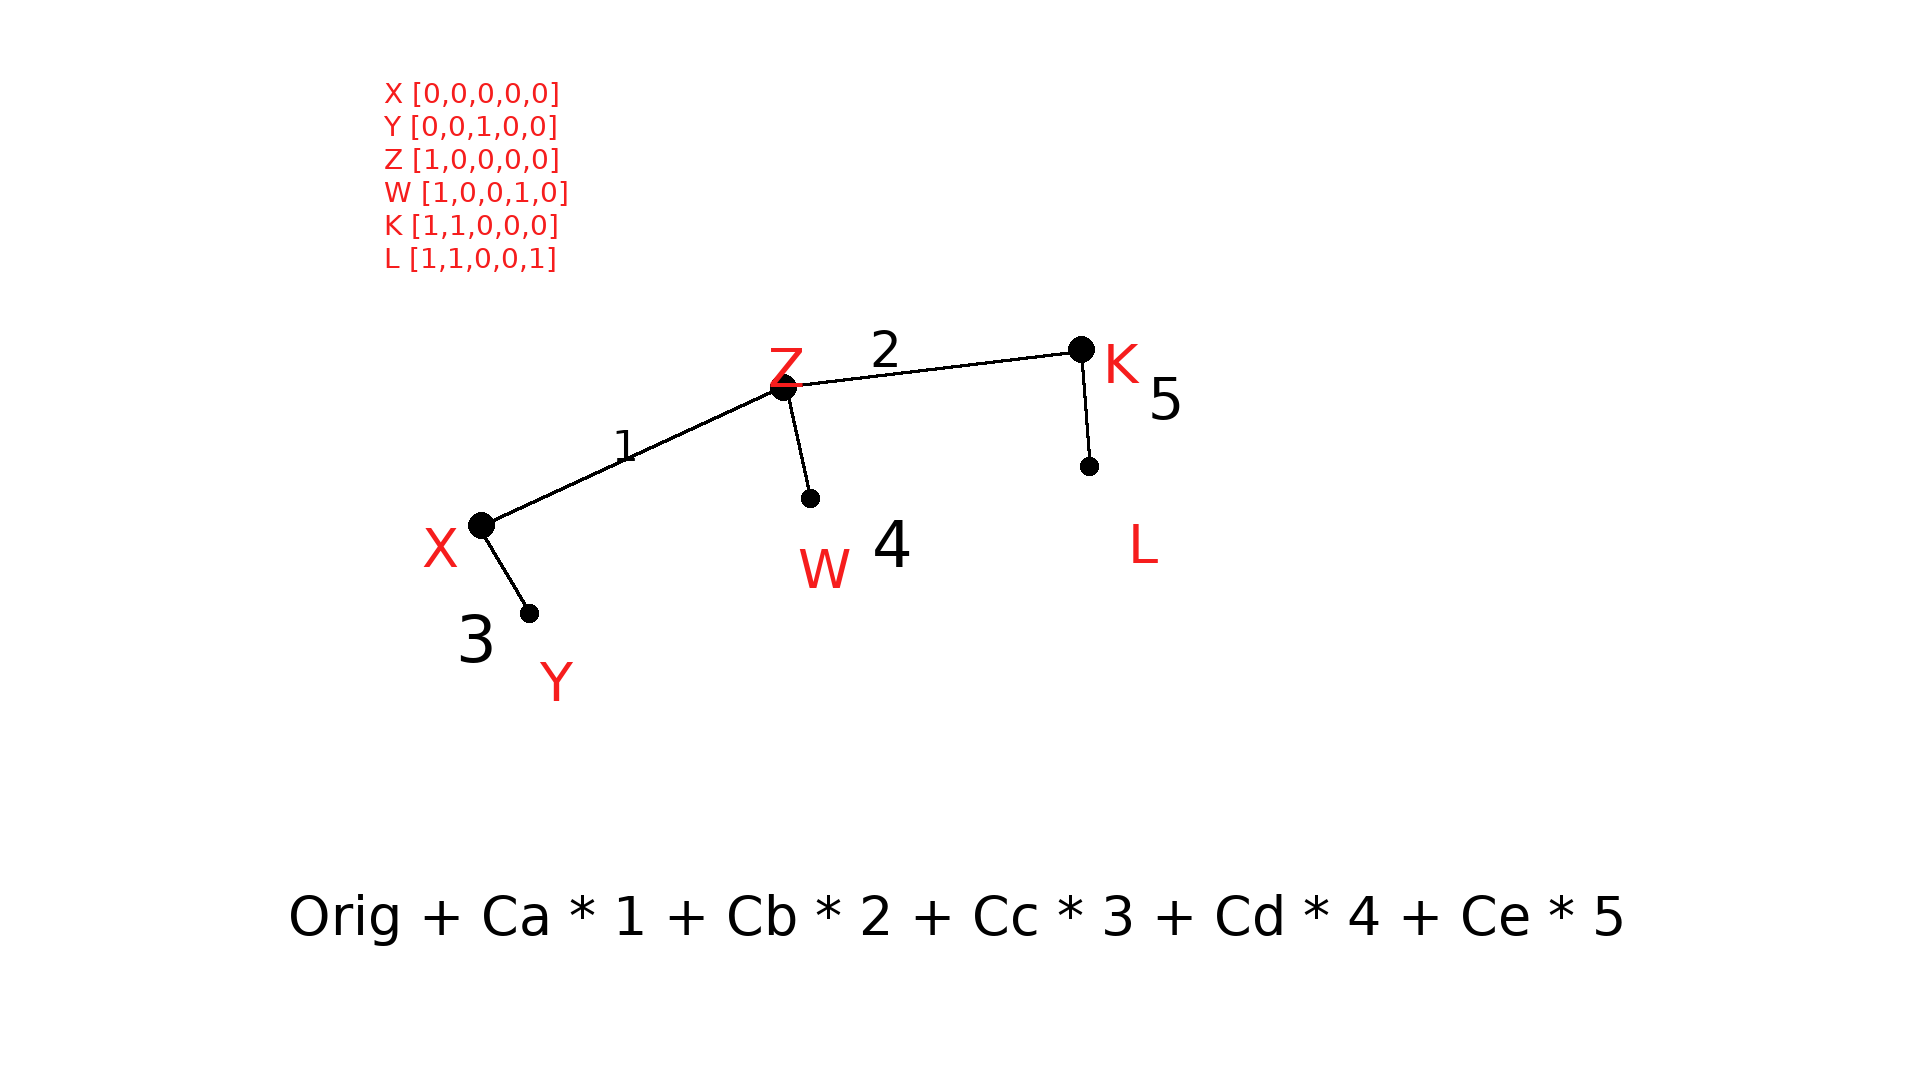 X [0,0,0,0,0]
Y [0,0,1,0,0]
Z [1,0,0,0,0]
W [1,0,0,1,0]
K [1,1,0,0,0]
L [1,1,0,0,1]
Z
2
K
5
1
X
W
4
L
3
Y
Orig + Ca * 1 + Cb * 2 + Cc * 3 + Cd * 4 + Ce * 5